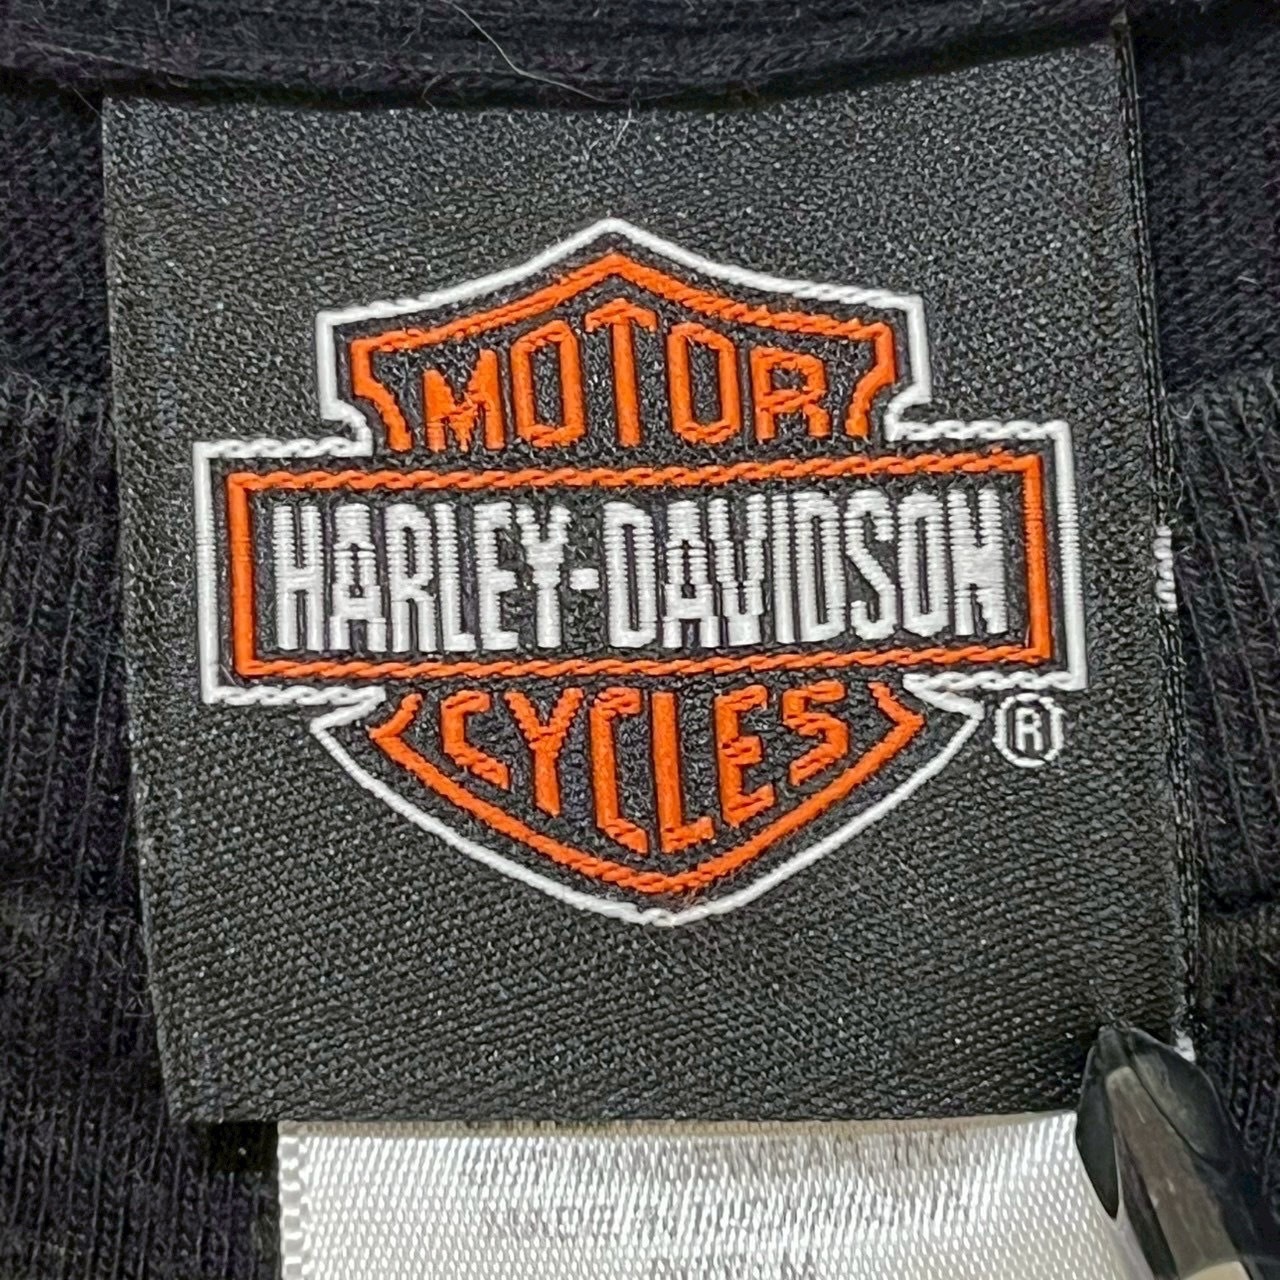 MOTOR
HARLEY-DAVIDSON
CYCLES
®